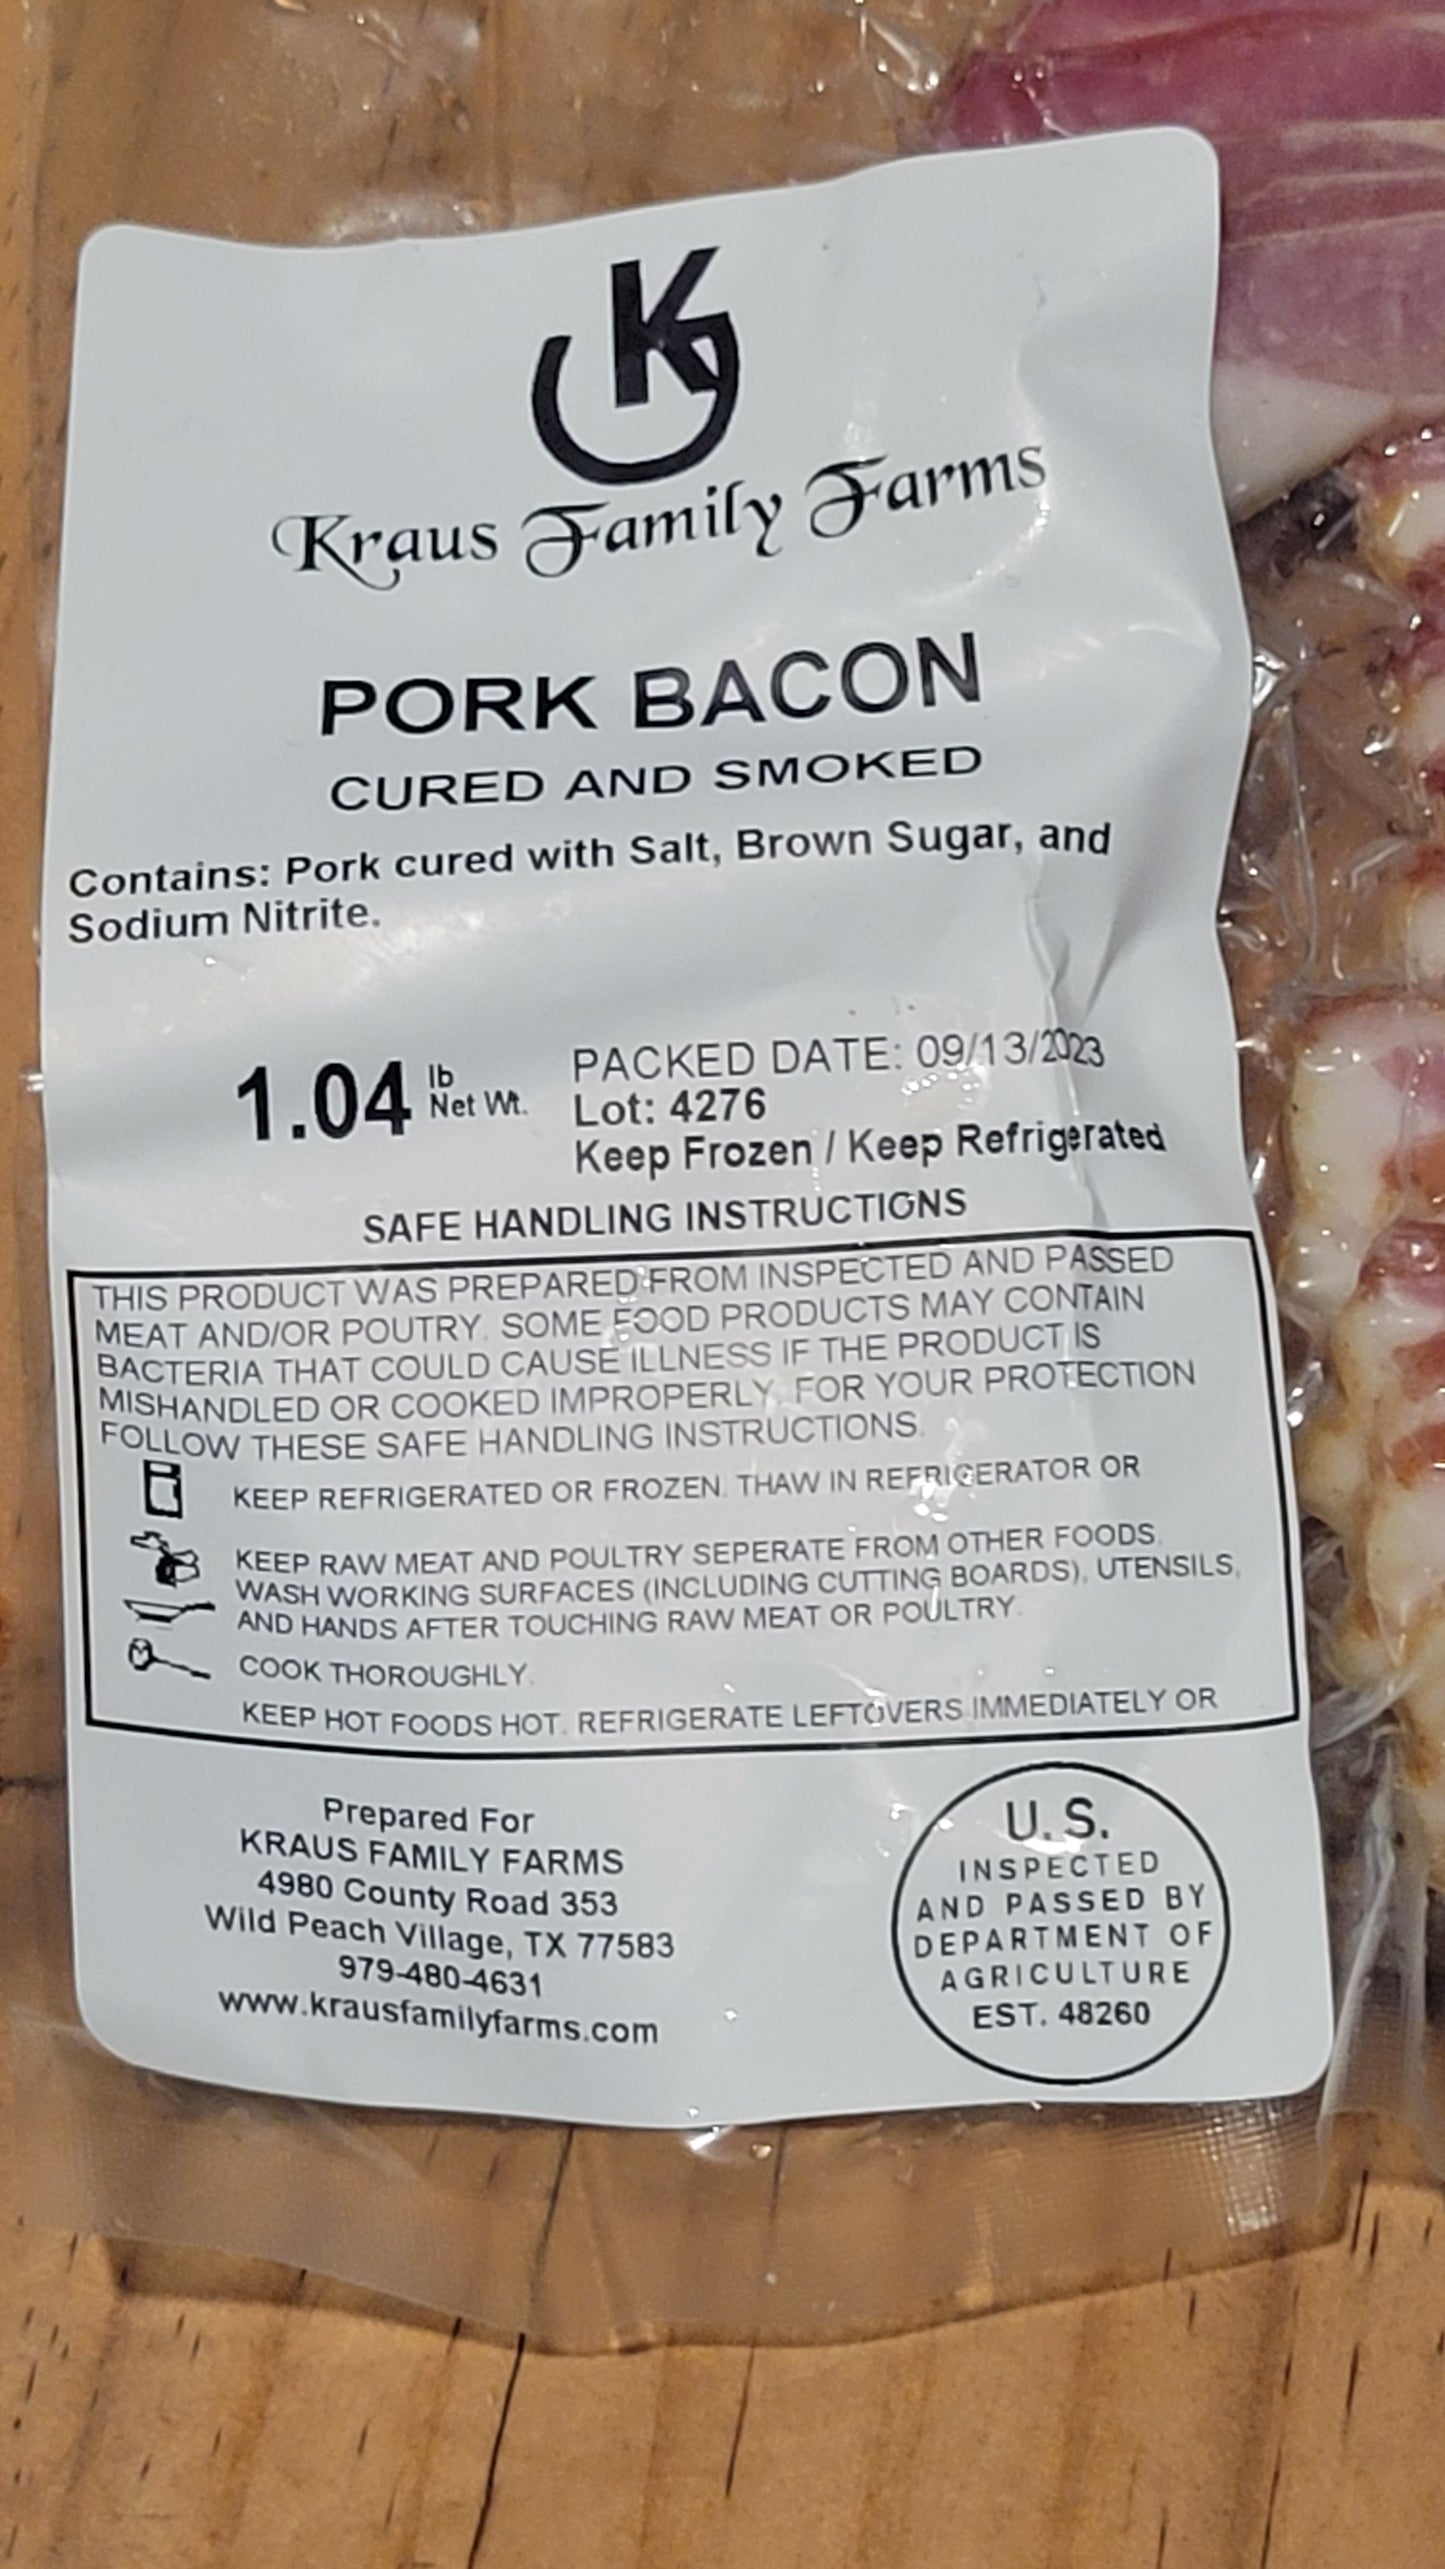 K
Kraus Family Farms
PORK BACON
CURED AND SMOKED
Contains: Pork cured with Salt, Brown Sugar, and
Sodium Nitrite.
1.04 lb Net Wt.
PACKED DATE: 09/13/2023
Lot: 4276
Keep Frozen / Keep Refrigerated
SAFE HANDLING INSTRUCTIONS
THIS PRODUCT WAS PREPARED FROM INSPECTED AND PASSED
MEAT AND/OR POUTRY. SOME FOOD PRODUCTS MAY CONTAIN
BACTERIA THAT COULD CAUSE ILLNESS IF THE PRODUCT IS
MISHANDLED OR COOKED IMPROPERLY. FOR YOUR PROTECTION
FOLLOW THESE SAFE HANDLING INSTRUCTIONS.
KEEP REFRIGERATED OR FROZEN. THAW IN REFRIGERATOR OR
KEEP RAW MEAT AND POULTRY SEPERATE FROM OTHER FOODS.
WASH WORKING SURFACES (INCLUDING CUTTING BOARDS), UTENSILS,
AND HANDS AFTER TOUCHING RAW MEAT OR POULTRY.
COOK THOROUGHLY.
KEEP HOT FOODS HOT. REFRIGERATE LEFTOVERS IMMEDIATELY OR
Prepared For
KRAUS FAMILY FARMS
4980 County Road 353
Wild Peach Village, TX 77583
979-480-4631
www.krausfamilyfarms.com
U.S.
INSPECTED
AND PASSED BY
DEPARTMENT OF
AGRICULTURE
EST. 48260